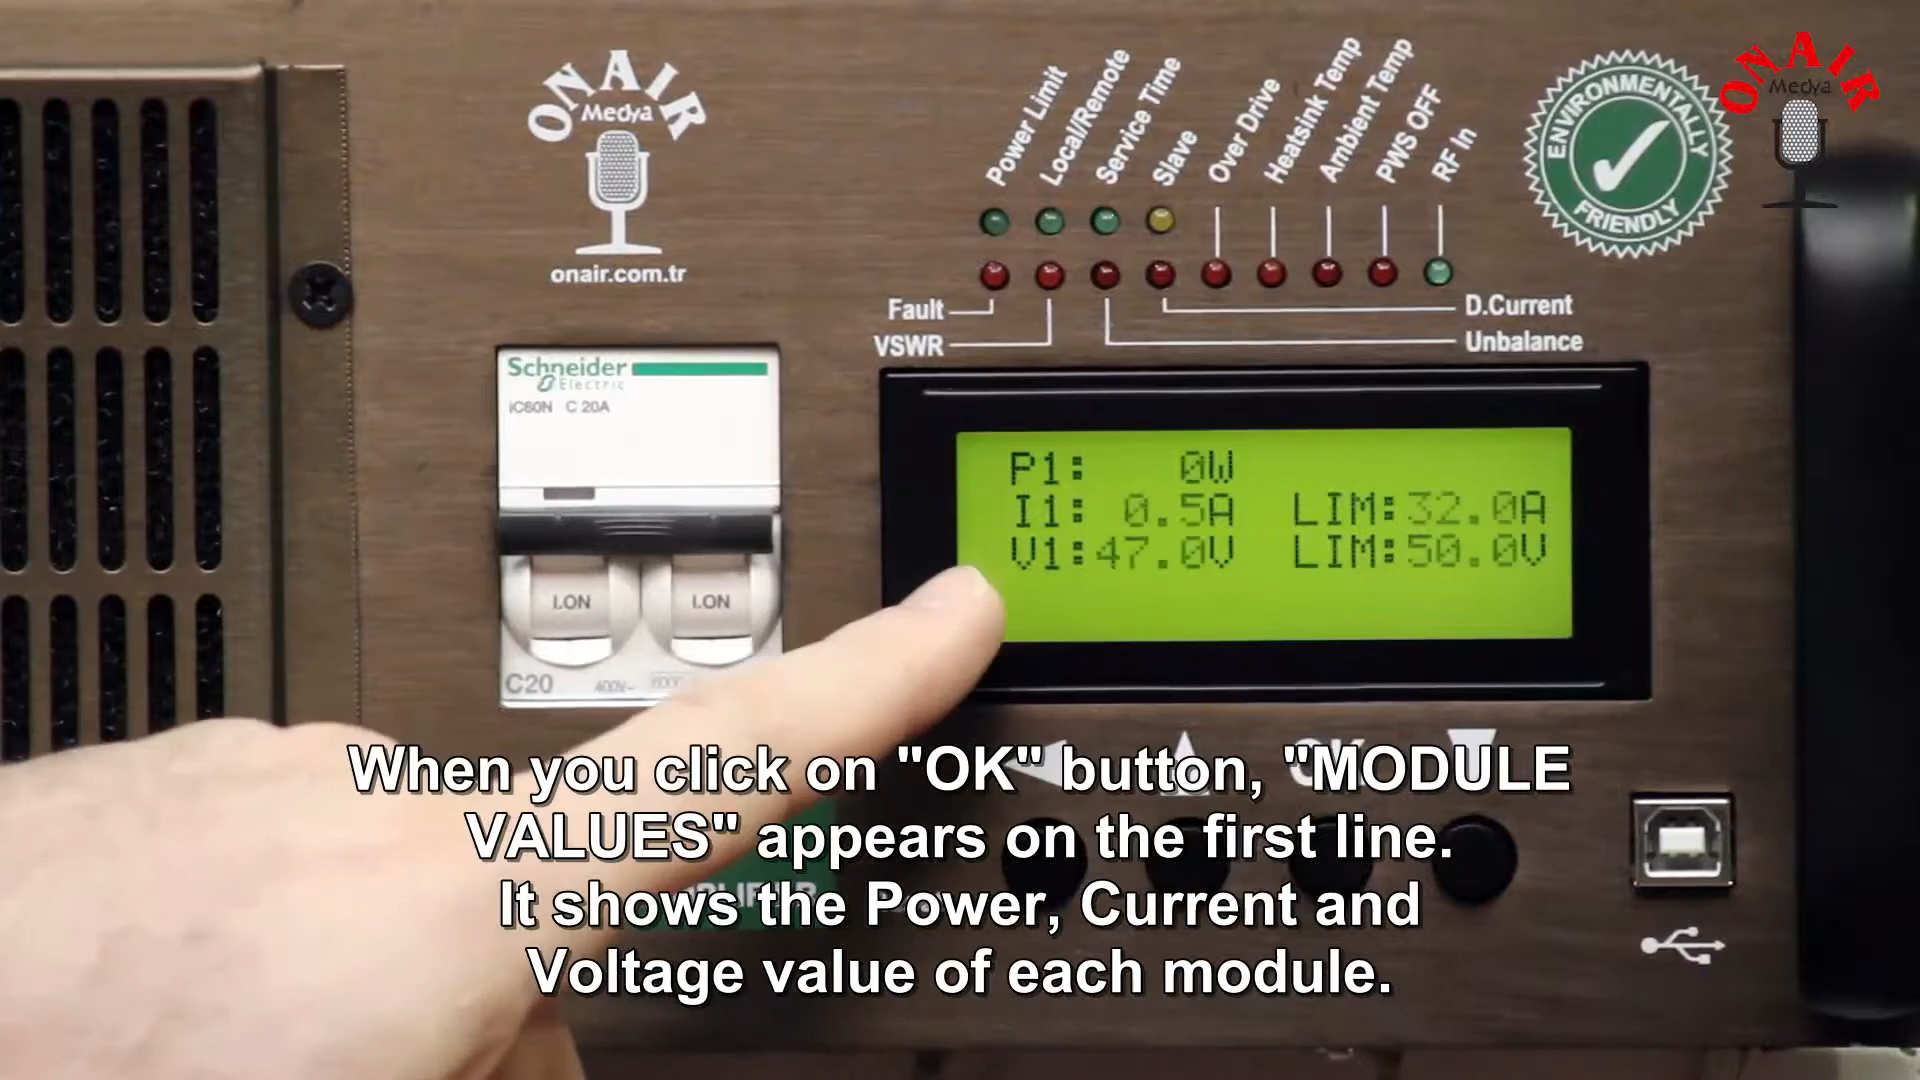 ONAIR
Medya
onair.com.tr
Power Limit
Local/Remote
Service Time
Slave
Over Drive
Heatsink Temp
Ambient Temp
PWS OFF
RF In
ENVIRONMENTALLY
FRIENDLY
ONAIR
Medya
Fault
VSWR
D.Current
Unbalance
Schneider
Electric
iC60N C 20A
I.ON I.ON
C20 400V~
P1: 0W
I1: 0.5A LIM:32.0A
V1:47.0V LIM:50.0V
OK
When you click on "OK" button, "MODULE
VALUES" appears on the first line.
It shows the Power, Current and
Voltage value of each module.